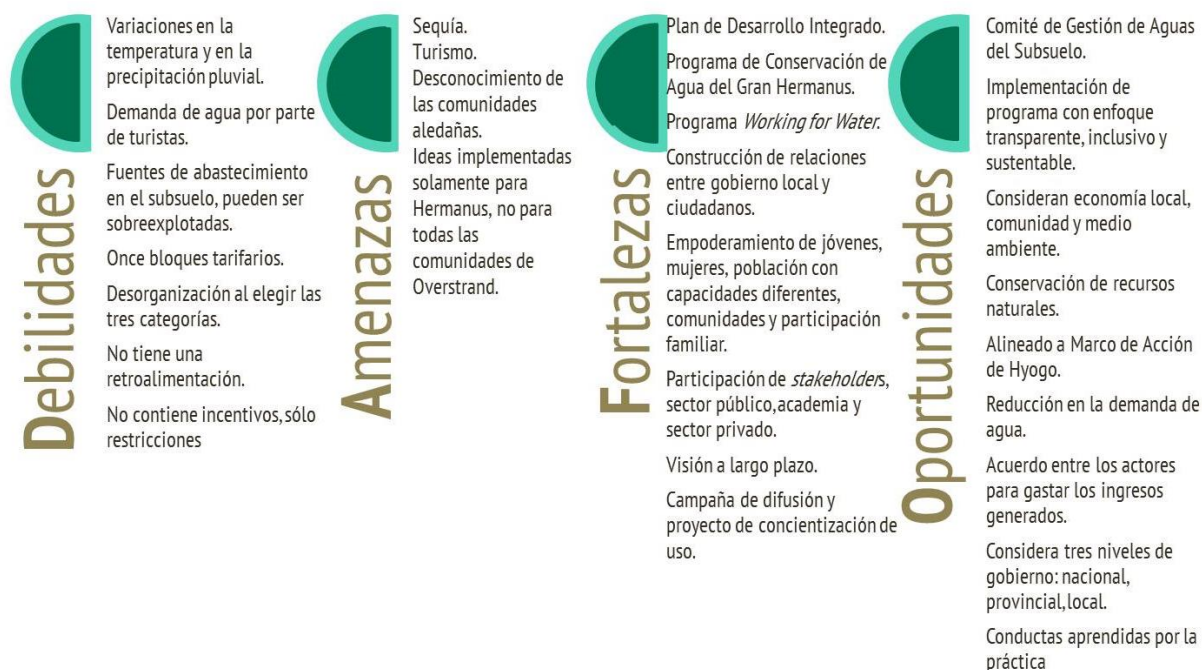 Debilidades
Variaciones en la
temperatura y en la
precipitación pluvial.
Demanda de agua por parte
de turistas.
Fuentes de abastecimiento
en el subsuelo, pueden ser
sobreexplotadas.
Once bloques tarifarios.
Desorganización al elegir las
tres categorías.
No tiene una
retroalimentación.
No contiene incentivos, sólo
restricciones
Amenazas
Sequía.
Turismo.
Desconocimiento de
las comunidades
aledañas.
Ideas implementadas
solamente para
Hermanus, no para
todas las
comunidades de
Overstrand.
Fortalezas
Plan de Desarrollo Integrado.
Programa de Conservación de
Agua del Gran Hermanus.
Programa Working for Water.
Construcción de relaciones
entre gobierno local y
ciudadanos.
Empoderamiento de jóvenes,
mujeres, población con
capacidades diferentes,
comunidades y participación
familiar.
Participación de stakeholders,
sector público, academia y
sector privado.
Visión a largo plazo.
Campaña de difusión y
proyecto de concientización de
uso.
Oportunidades
Comité de Gestión de Aguas
del Subsuelo.
Implementación de
programa con enfoque
transparente, inclusivo y
sustentable.
Consideran economía local,
comunidad y medio
ambiente.
Conservación de recursos
naturales.
Alineado a Marco de Acción
de Hyogo.
Reducción en la demanda de
agua.
Acuerdo entre los actores
para gastar los ingresos
generados.
Considera tres niveles de
gobierno: nacional,
provincial, local.
Conductas aprendidas por la
práctica